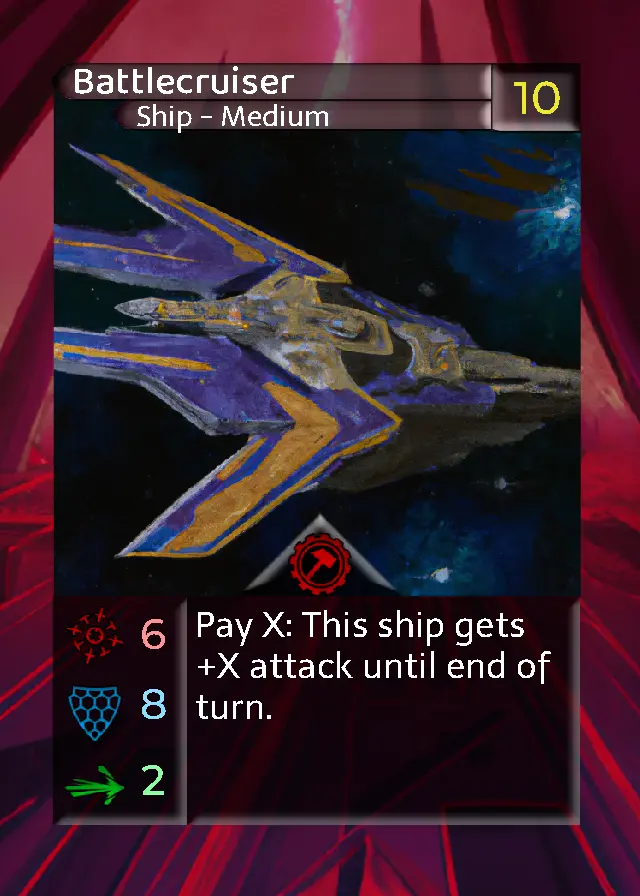 Battlecruiser
10
Ship - Medium
6
8
2
Pay X: This ship gets
+X attack until end of
turn.